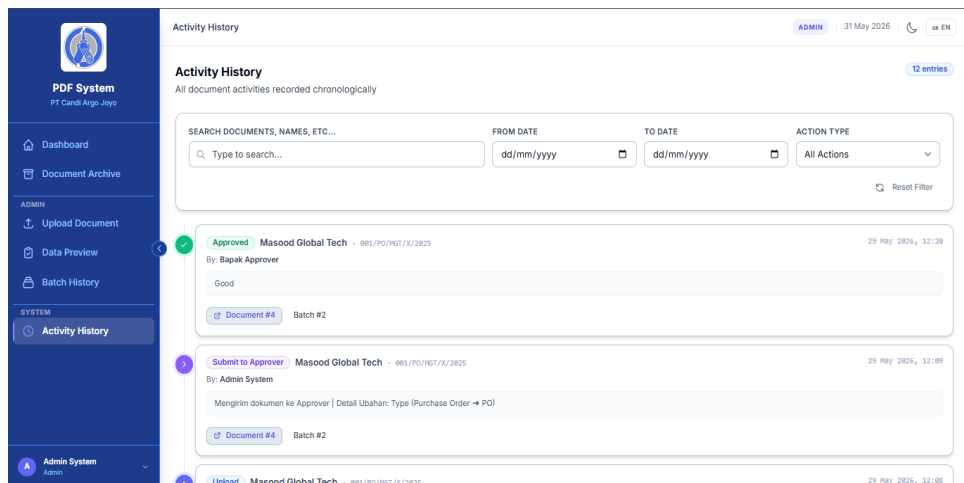 PDF System
PT Candi Argo Joyo
Dashboard
Document Archive
ADMIN
Upload Document
Data Preview
Batch History
SYSTEM
Activity History
A
Admin System
Admin
Activity History
ADMIN
31 May 2026
GB EN
Activity History
12 entries
All document activities recorded chronologically
SEARCH DOCUMENTS, NAMES, ETC...
FROM DATE
TO DATE
ACTION TYPE
Type to search...
dd/mm/yyyy
dd/mm/yyyy
All Actions
Reset Filter
Approved Masood Global Tech · 001/PO/MGT/X/2025
29 May 2026, 12:20
By: Bapak Approver
Good
Document #4 Batch #2
Submit to Approver Masood Global Tech · 001/PO/MGT/X/2025
29 May 2026, 12:09
By: Admin System
Mengirim dokumen ke Approver | Detail Ubahan: Type (Purchase Order ➔ PO)
Document #4 Batch #2
Upload Masood Global Tech · 001/PO/MGT/X/2025
29 May 2026, 12:08